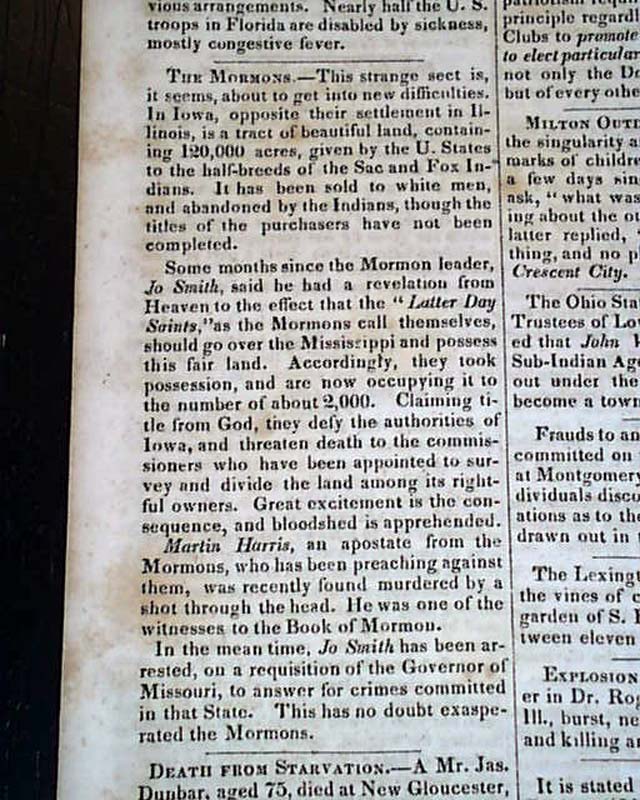 vious arrangements. Nearly half the U. S.
troops in Florida are disabled by sickness,
mostly congestive fever.
THE MORMONS.—This strange sect is,
it seems, about to get into new difficulties.
In Iowa, opposite their settlement in Il-
linois, is a tract of beautiful land, contain-
ing 120,000 acres, given by the U. States
to the half-breeds of the Sac and Fox In-
dians. It has been sold to white men,
and abandoned by the Indians, though the
titles of the purchasers have not been
completed.
Some months since the Mormon leader,
Jo Smith, said he had a revelation from
Heaven to the effect that the "Latter Day
Saints,"as the Mormons call themselves,
should go over the Mississippi and possess
this fair land. Accordingly, they took
possession, and are now occupying it to
the number of about 2,000. Claiming ti-
tle from God, they defy the authorities of
Iowa, and threaten death to the commis-
sioners who have been appointed to sur-
vey and divide the land among its right-
ful owners. Great excitement is the con-
sequence, and bloodshed is apprehended.
Martin Harris, an apostate from the
Mormons, who has been preaching against
them, was recently found murdered by a
shot through the head. He was one of the
witnesses to the Book of Mormon.
In the mean time, Jo Smith has been ar-
rested, on a requisition of the Governor of
Missouri, to answer for crimes committed
in that State. This has no doubt exaspe-
rated the Mormons.
DEATH FROM STARVATION.—A Mr. Jas.
Dunbar, aged 75, died at New Gloucester,
principle regardl
Clubs to promote
to elect particular
not only the De
but of every othe
MILTON OUTD
the singularity a
marks of childre
a few days sin
ask, "what was
ing about the ou
latter replied,
thing, and no p
Crescent City.
The Ohio Sta
Trustees of Lo
ed that John
Sub-Indian Age
out under the
become a town
Frauds to an
committed on
at Montgomery
dividuals disco
ations as to the
drawn out in
The Lexingt
the vines of c
garden of S.
tween eleven
EXPLOSION
er in Dr. Rog
Ill., burst, ne
and killing a
It is stated